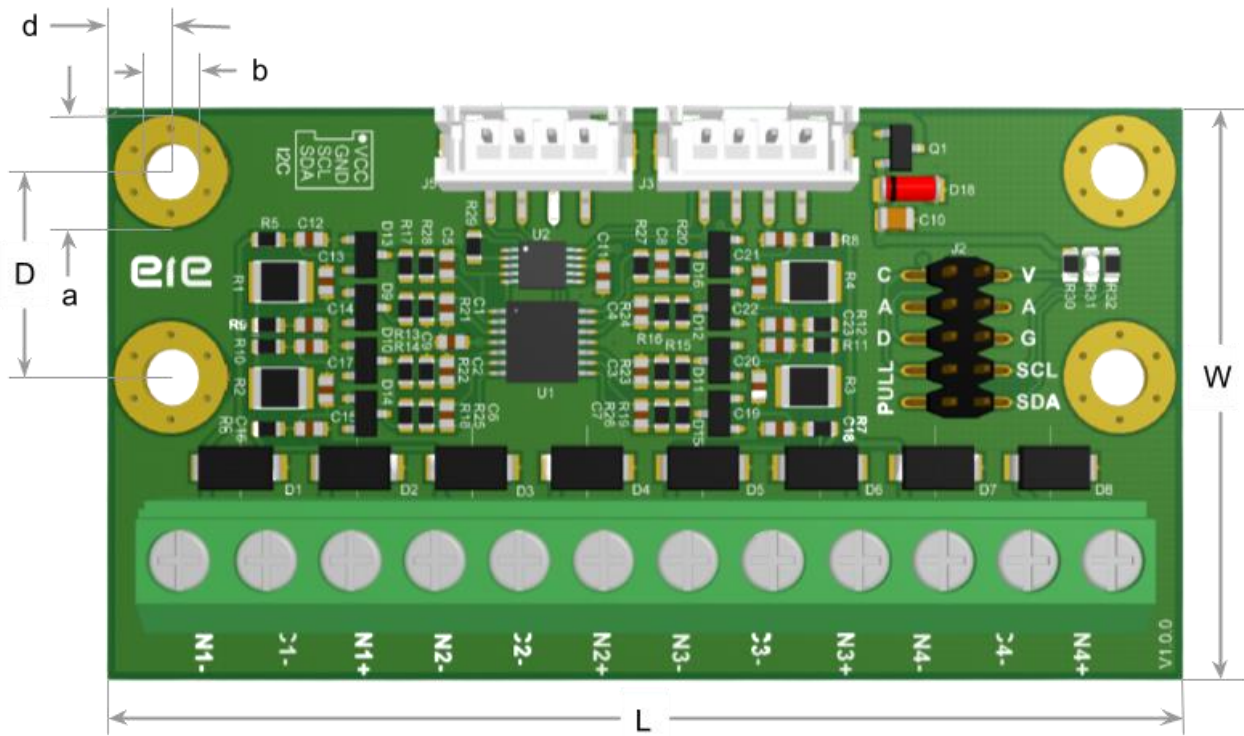 d
b
a
D
W
L
VCC
GND
SCL
SDA
I2C
J5
J3
Q1
D18
C10
R5
C12
D13
R17
R28
C5
R29
U2
C11
R27
C8
R20
C21
R8
J2
eie
R1
C13
D9
C14
R21
C1
C4
R24
D16
D12
C22
R4
C V
A A
D G
PULL SCL
SDA
R30
R31
R32
R9
R10
D10
R13
R14
C9
R16
R15
C23
R12
R11
R2
C17
D14
R22
C2
U1
C3
R23
D11
C20
R3
R6
C16
C15
R18
R25
C6
C7
R26
R19
D15
C19
C18
R7
D1
D2
D3
D4
D5
D6
D7
D8
N1-
N1+
N2-
N2+
N3-
N3+
N4-
N4+
V1.0.0